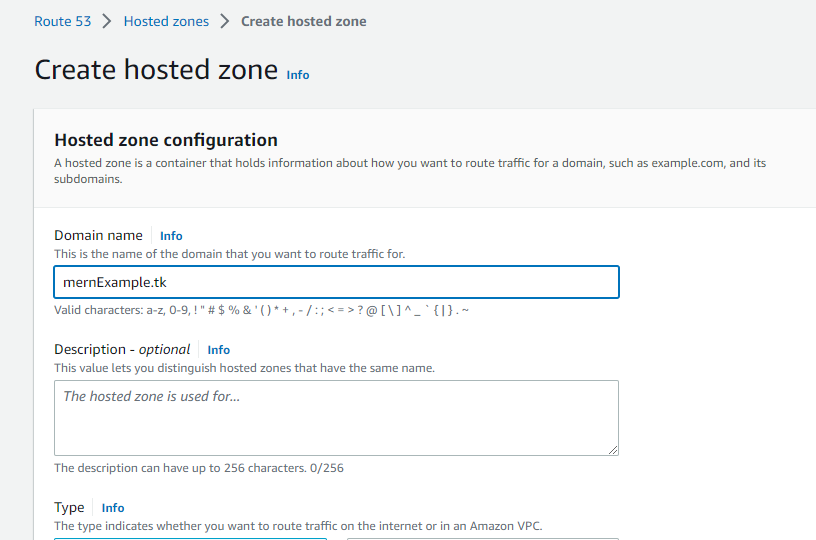 Route 53 > Hosted zones > Create hosted zone
Create hosted zone Info
Hosted zone configuration
A hosted zone is a container that holds information about how you want to route traffic for a domain, such as example.com, and its
subdomains.
Domain name Info
This is the name of the domain that you want to route traffic for.
mernExample.tk
Valid characters: a-z, 0-9, ! " # $ % & ' ( ) * + , - / : ; < = > ? @ [ \ ] ^ _ ` { | } . ~
Description - optional Info
This value lets you distinguish hosted zones that have the same name.
The hosted zone is used for...
The description can have up to 256 characters. 0/256
Type Info
The type indicates whether you want to route traffic on the internet or in an Amazon VPC.